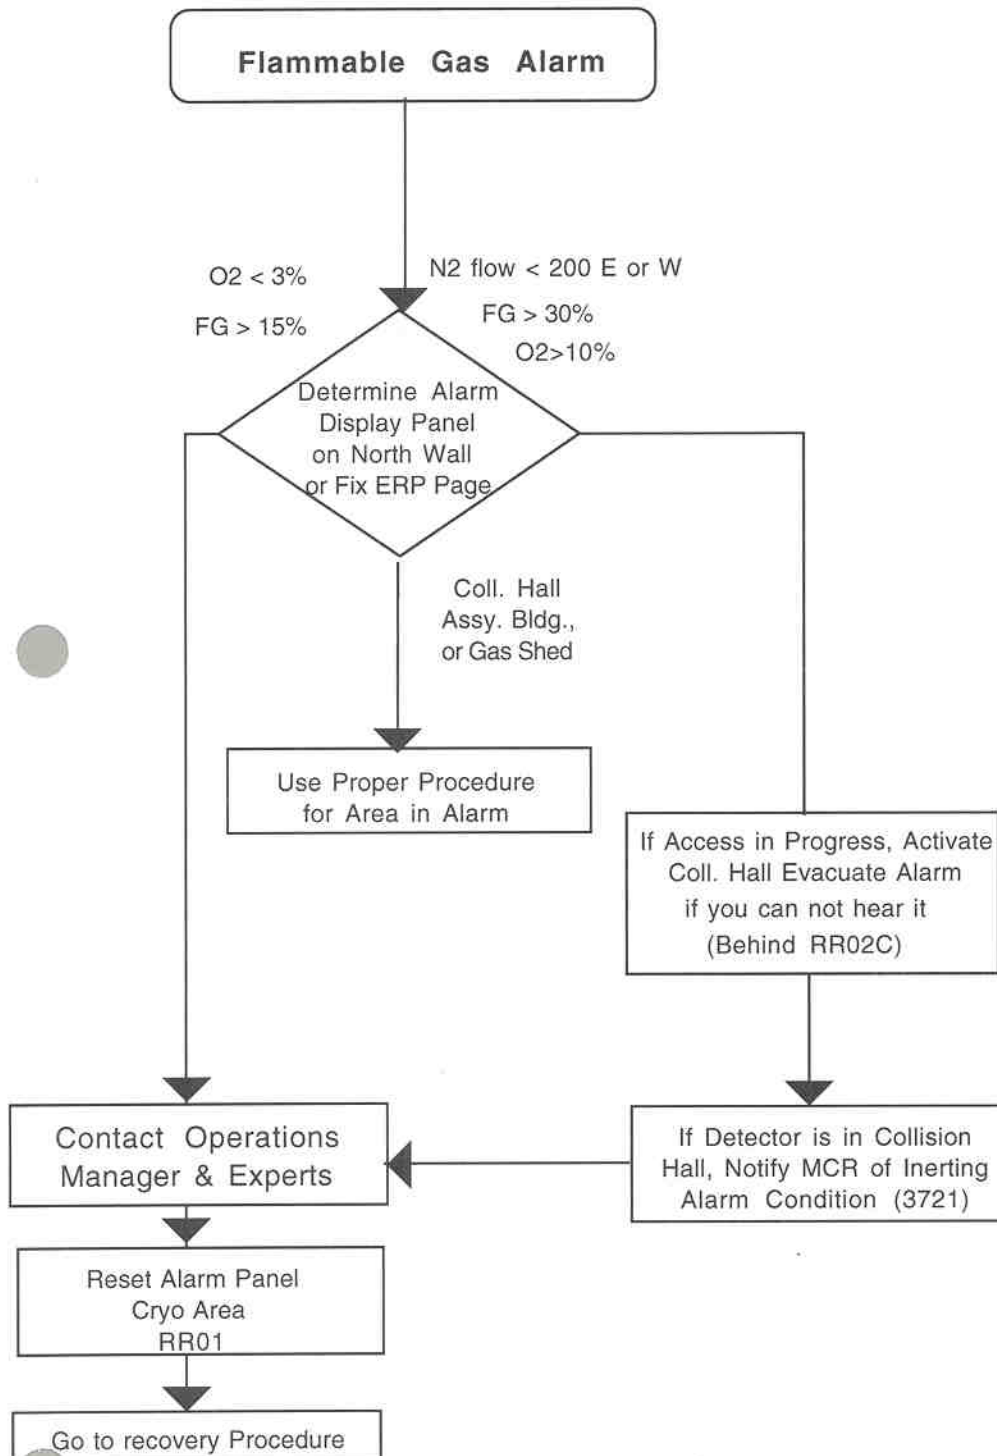 Flammable Gas Alarm
O2 < 3%
FG > 15%
N2 flow < 200 E or W
FG > 30%
O2>10%
Determine Alarm
Display Panel
on North Wall
or Fix ERP Page
Coll. Hall
Assy. Bldg.,
or Gas Shed
Use Proper Procedure
for Area in Alarm
If Access in Progress, Activate
Coll. Hall Evacuate Alarm
if you can not hear it
(Behind RR02C)
If Detector is in Collision
Hall, Notify MCR of Inerting
Alarm Condition (3721)
Contact Operations
Manager & Experts
Reset Alarm Panel
Cryo Area
RR01
Go to recovery Procedure